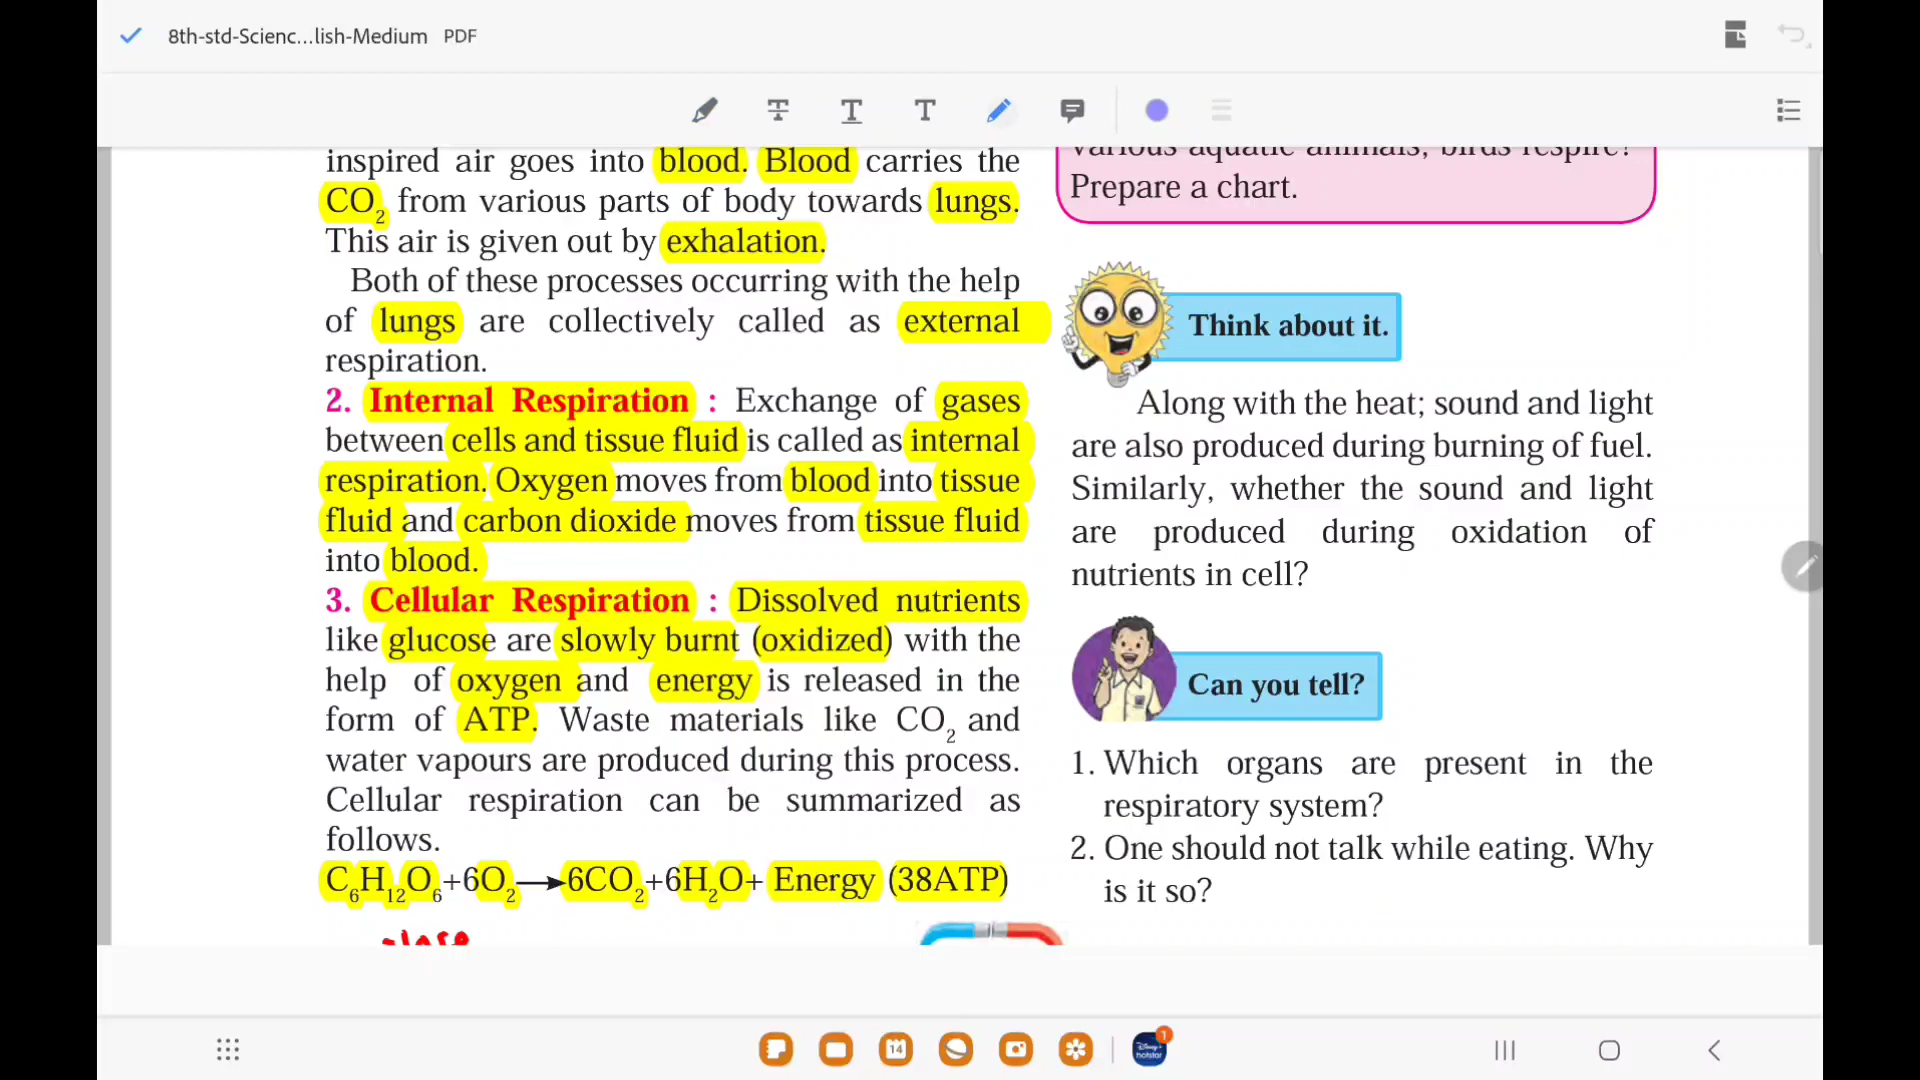 8th-std-Scienc...lish-Medium PDF
inspired air goes into blood. Blood carries the
CO2 from various parts of body towards lungs.
This air is given out by exhalation.
Both of these processes occurring with the help
of lungs are collectively called as external
respiration.
2. Internal Respiration : Exchange of gases
between cells and tissue fluid is called as internal
respiration. Oxygen moves from blood into tissue
fluid and carbon dioxide moves from tissue fluid
into blood.
3. Cellular Respiration : Dissolved nutrients
like glucose are slowly burnt (oxidized) with the
help of oxygen and energy is released in the
form of ATP. Waste materials like CO2 and
water vapours are produced during this process.
Cellular respiration can be summarized as
follows.
C6H12O6+6O2→6CO2+6H2O+ Energy (38ATP)
various aquatic animals, birds respire?
Prepare a chart.
Think about it.
Along with the heat; sound and light
are also produced during burning of fuel.
Similarly, whether the sound and light
are produced during oxidation of
nutrients in cell?
Can you tell?
1. Which organs are present in the
respiratory system?
2. One should not talk while eating. Why
is it so?
14
Disney+
hotstar
1